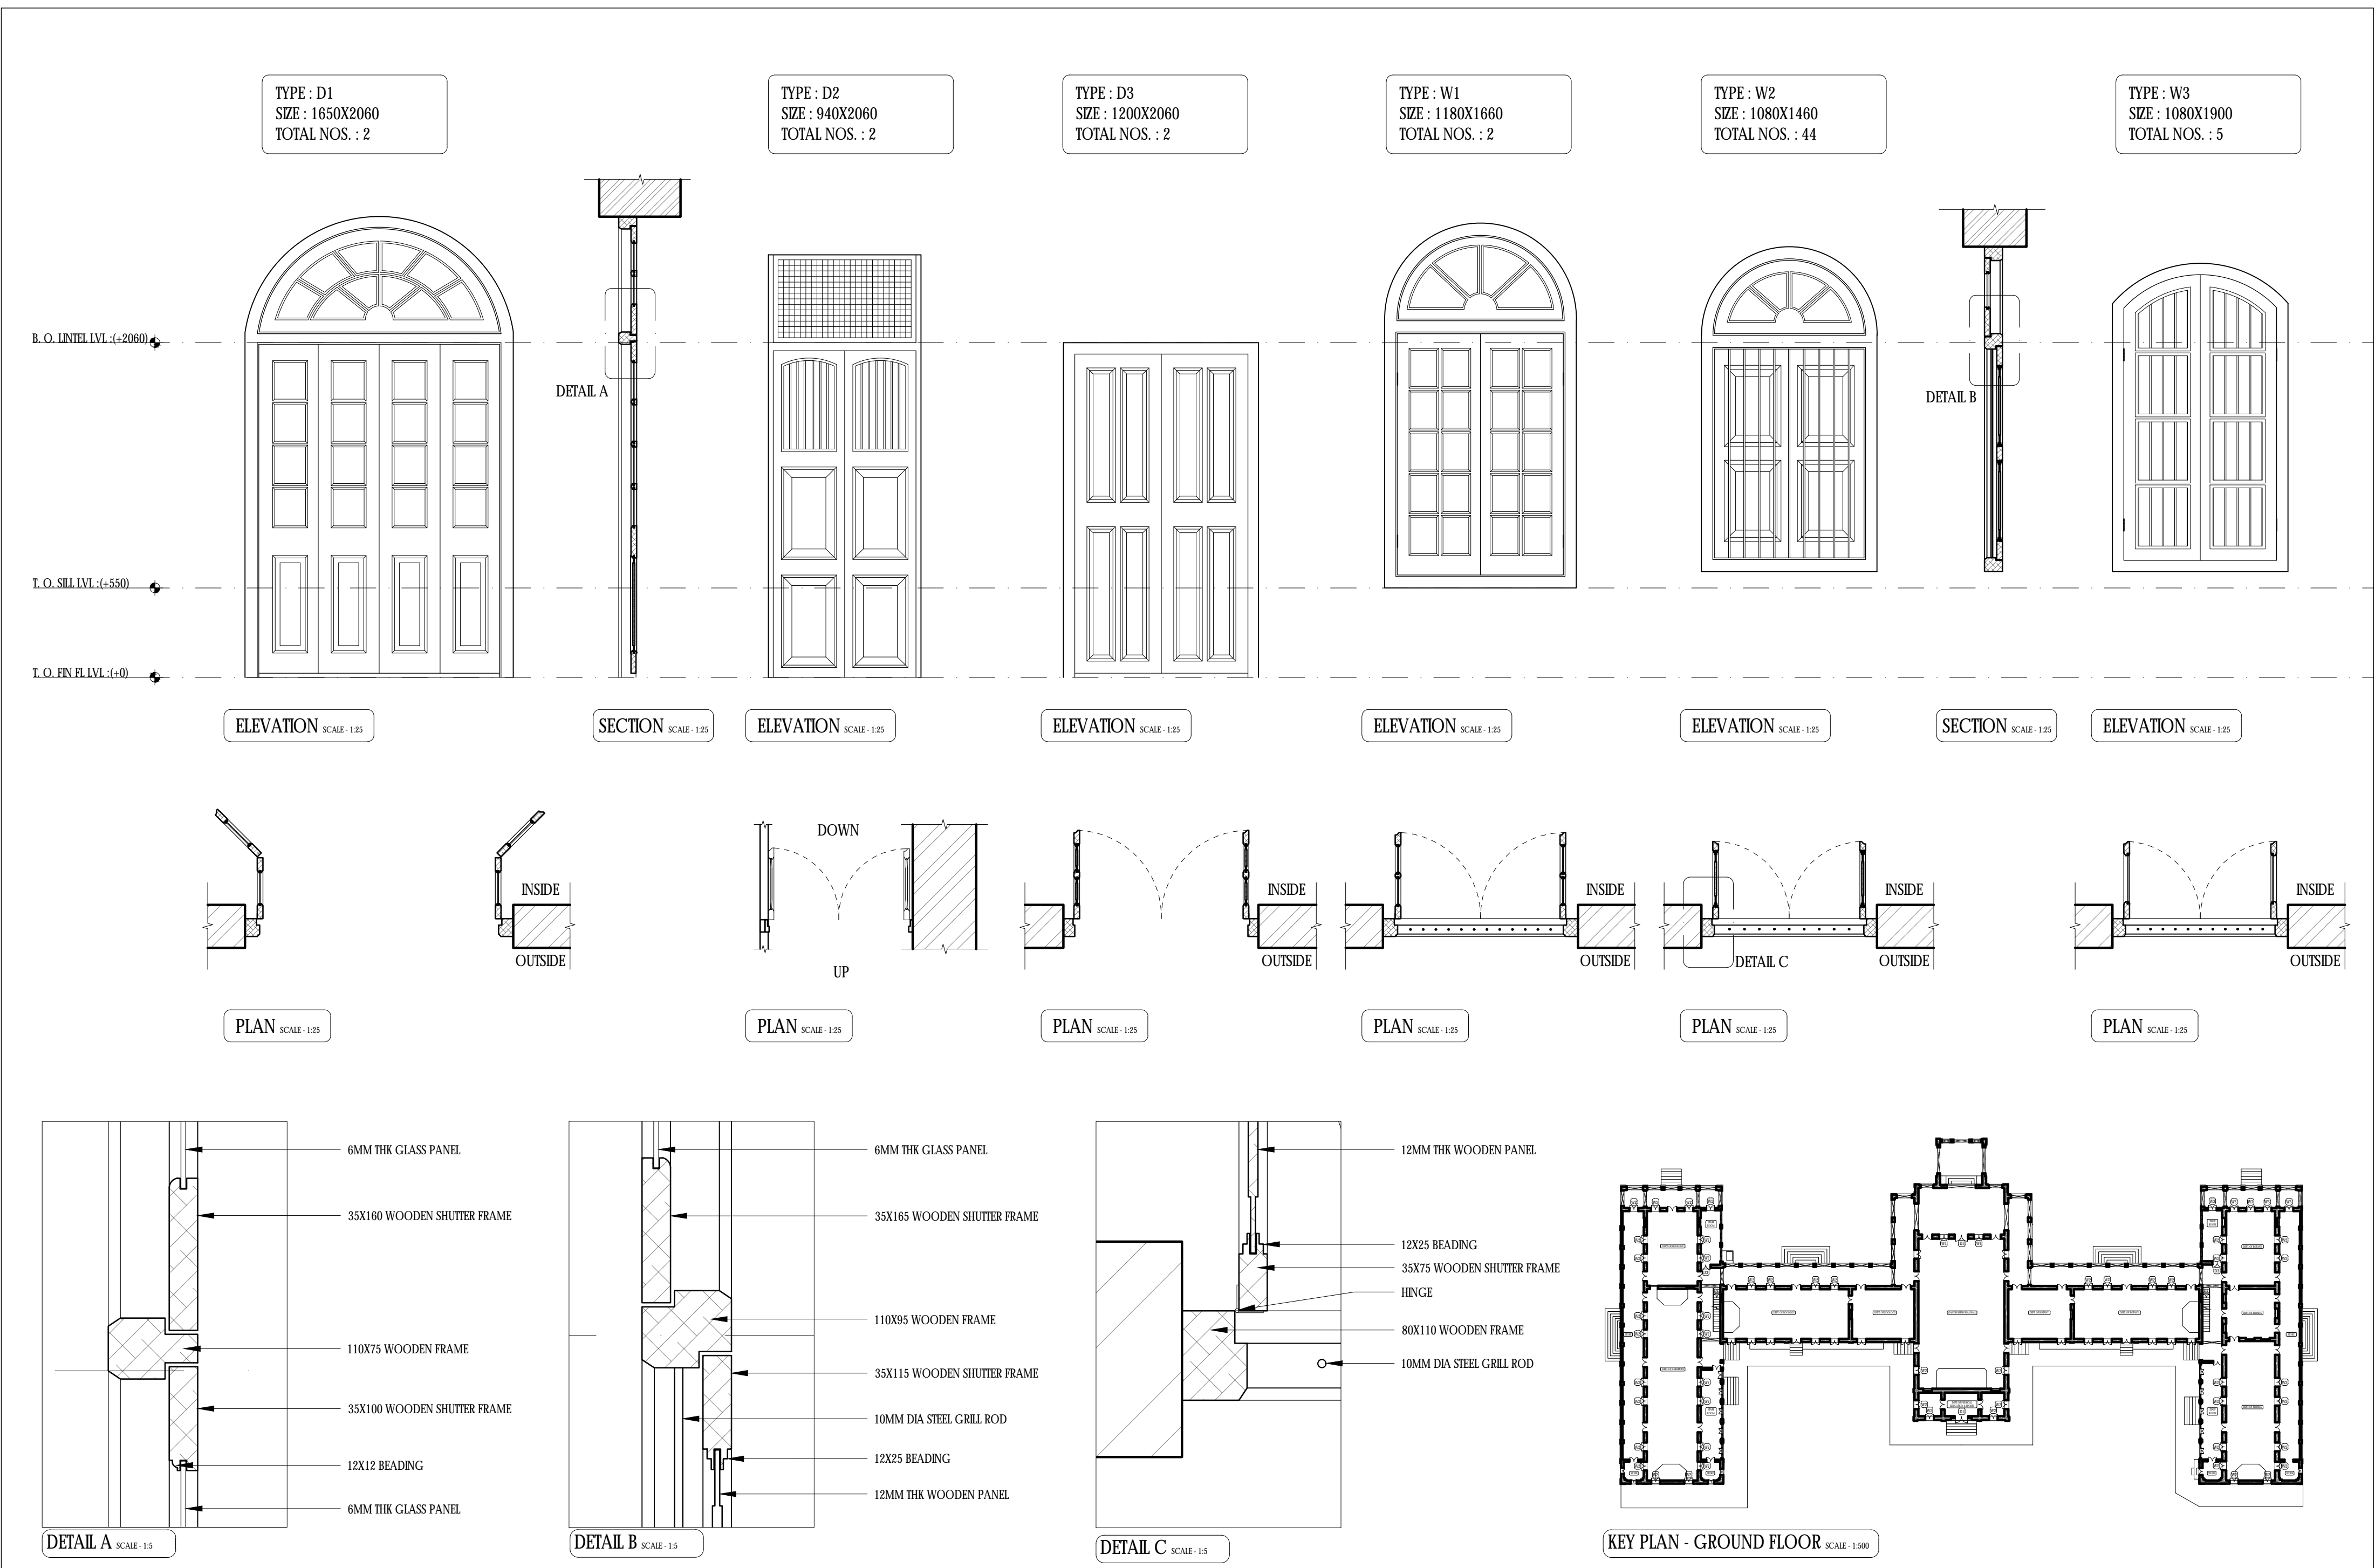 TYPE : D1
SIZE : 1650X2060
TOTAL NOS. : 2
TYPE : D2
SIZE : 940X2060
TOTAL NOS. : 2
TYPE : D3
SIZE : 1200X2060
TOTAL NOS. : 2
TYPE : W1
SIZE : 1180X1660
TOTAL NOS. : 2
TYPE : W2
SIZE : 1080X1460
TOTAL NOS. : 44
TYPE : W3
SIZE : 1080X1900
TOTAL NOS. : 5
B. O. LINTEL LVL :(+2060)
DETAIL A
DETAIL B
T. O. SILL LVL :(+550)
T. O. FIN FL LVL :(+0)
ELEVATION SCALE - 1:25
SECTION SCALE - 1:25
ELEVATION SCALE - 1:25
ELEVATION SCALE - 1:25
ELEVATION SCALE - 1:25
ELEVATION SCALE - 1:25
SECTION SCALE - 1:25
ELEVATION SCALE - 1:25
INSIDE
OUTSIDE
DOWN
UP
INSIDE
OUTSIDE
INSIDE
OUTSIDE
DETAIL C
INSIDE
OUTSIDE
INSIDE
OUTSIDE
PLAN SCALE - 1:25
PLAN SCALE - 1:25
PLAN SCALE - 1:25
PLAN SCALE - 1:25
PLAN SCALE - 1:25
PLAN SCALE - 1:25
6MM THK GLASS PANEL
35X160 WOODEN SHUTTER FRAME
110X75 WOODEN FRAME
35X100 WOODEN SHUTTER FRAME
12X12 BEADING
6MM THK GLASS PANEL
DETAIL A SCALE - 1:5
6MM THK GLASS PANEL
35X165 WOODEN SHUTTER FRAME
110X95 WOODEN FRAME
35X115 WOODEN SHUTTER FRAME
10MM DIA STEEL GRILL ROD
12X25 BEADING
12MM THK WOODEN PANEL
DETAIL B SCALE - 1:5
12MM THK WOODEN PANEL
12X25 BEADING
35X75 WOODEN SHUTTER FRAME
HINGE
80X110 WOODEN FRAME
10MM DIA STEEL GRILL ROD
DETAIL C SCALE - 1:5
KEY PLAN - GROUND FLOOR SCALE - 1:500